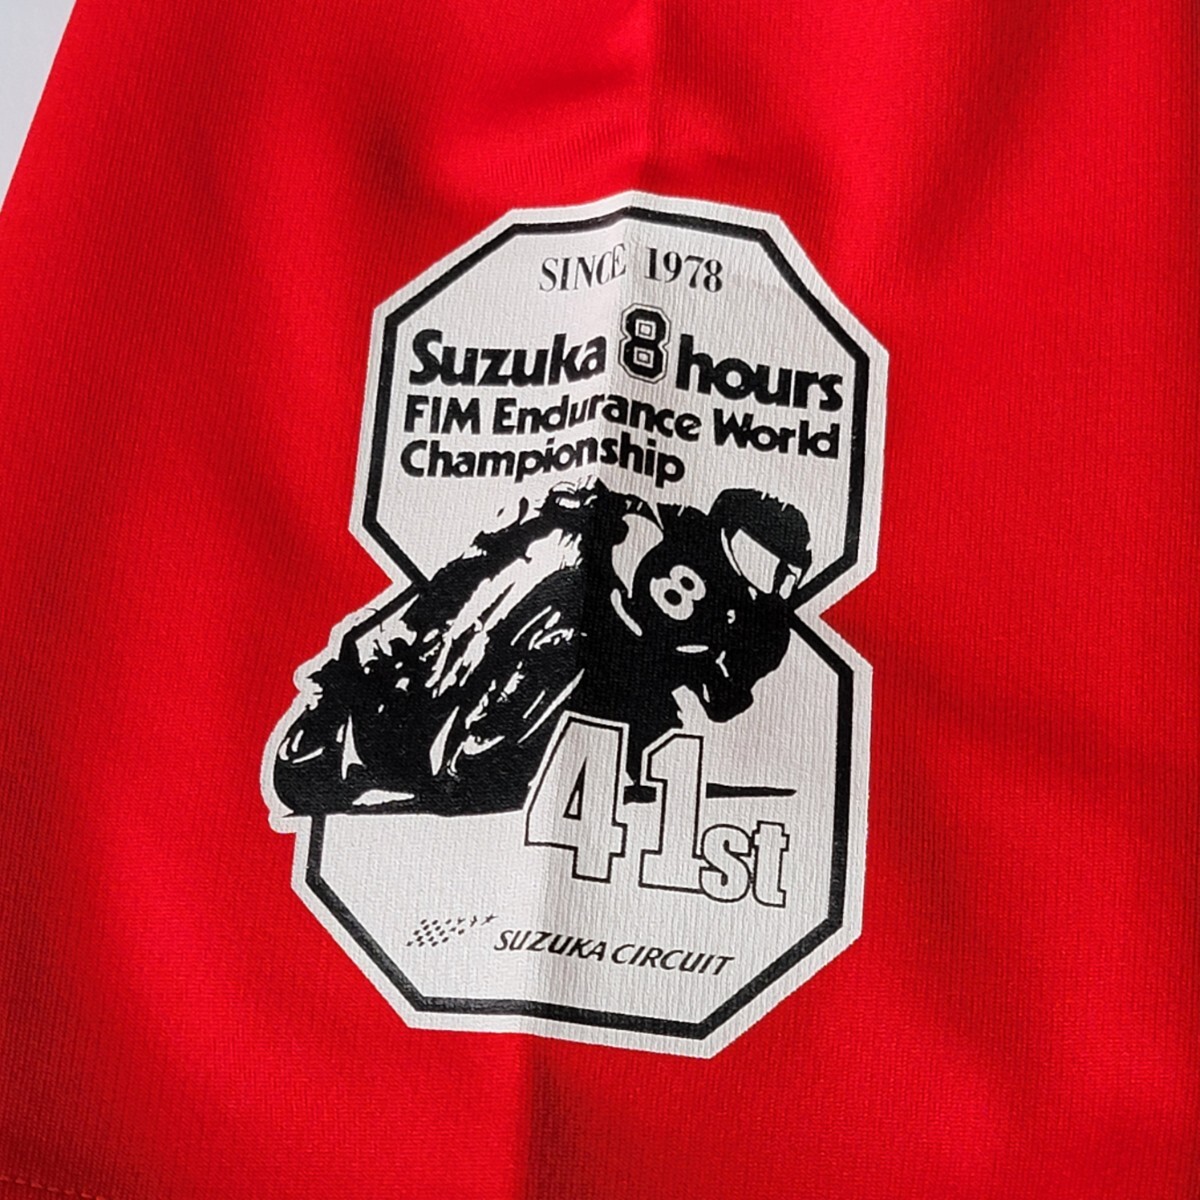 SINCE 1978
Suzuka 8 hours
FIM Endurance World
Championship
8
41st
SUZUKA CIRCUIT